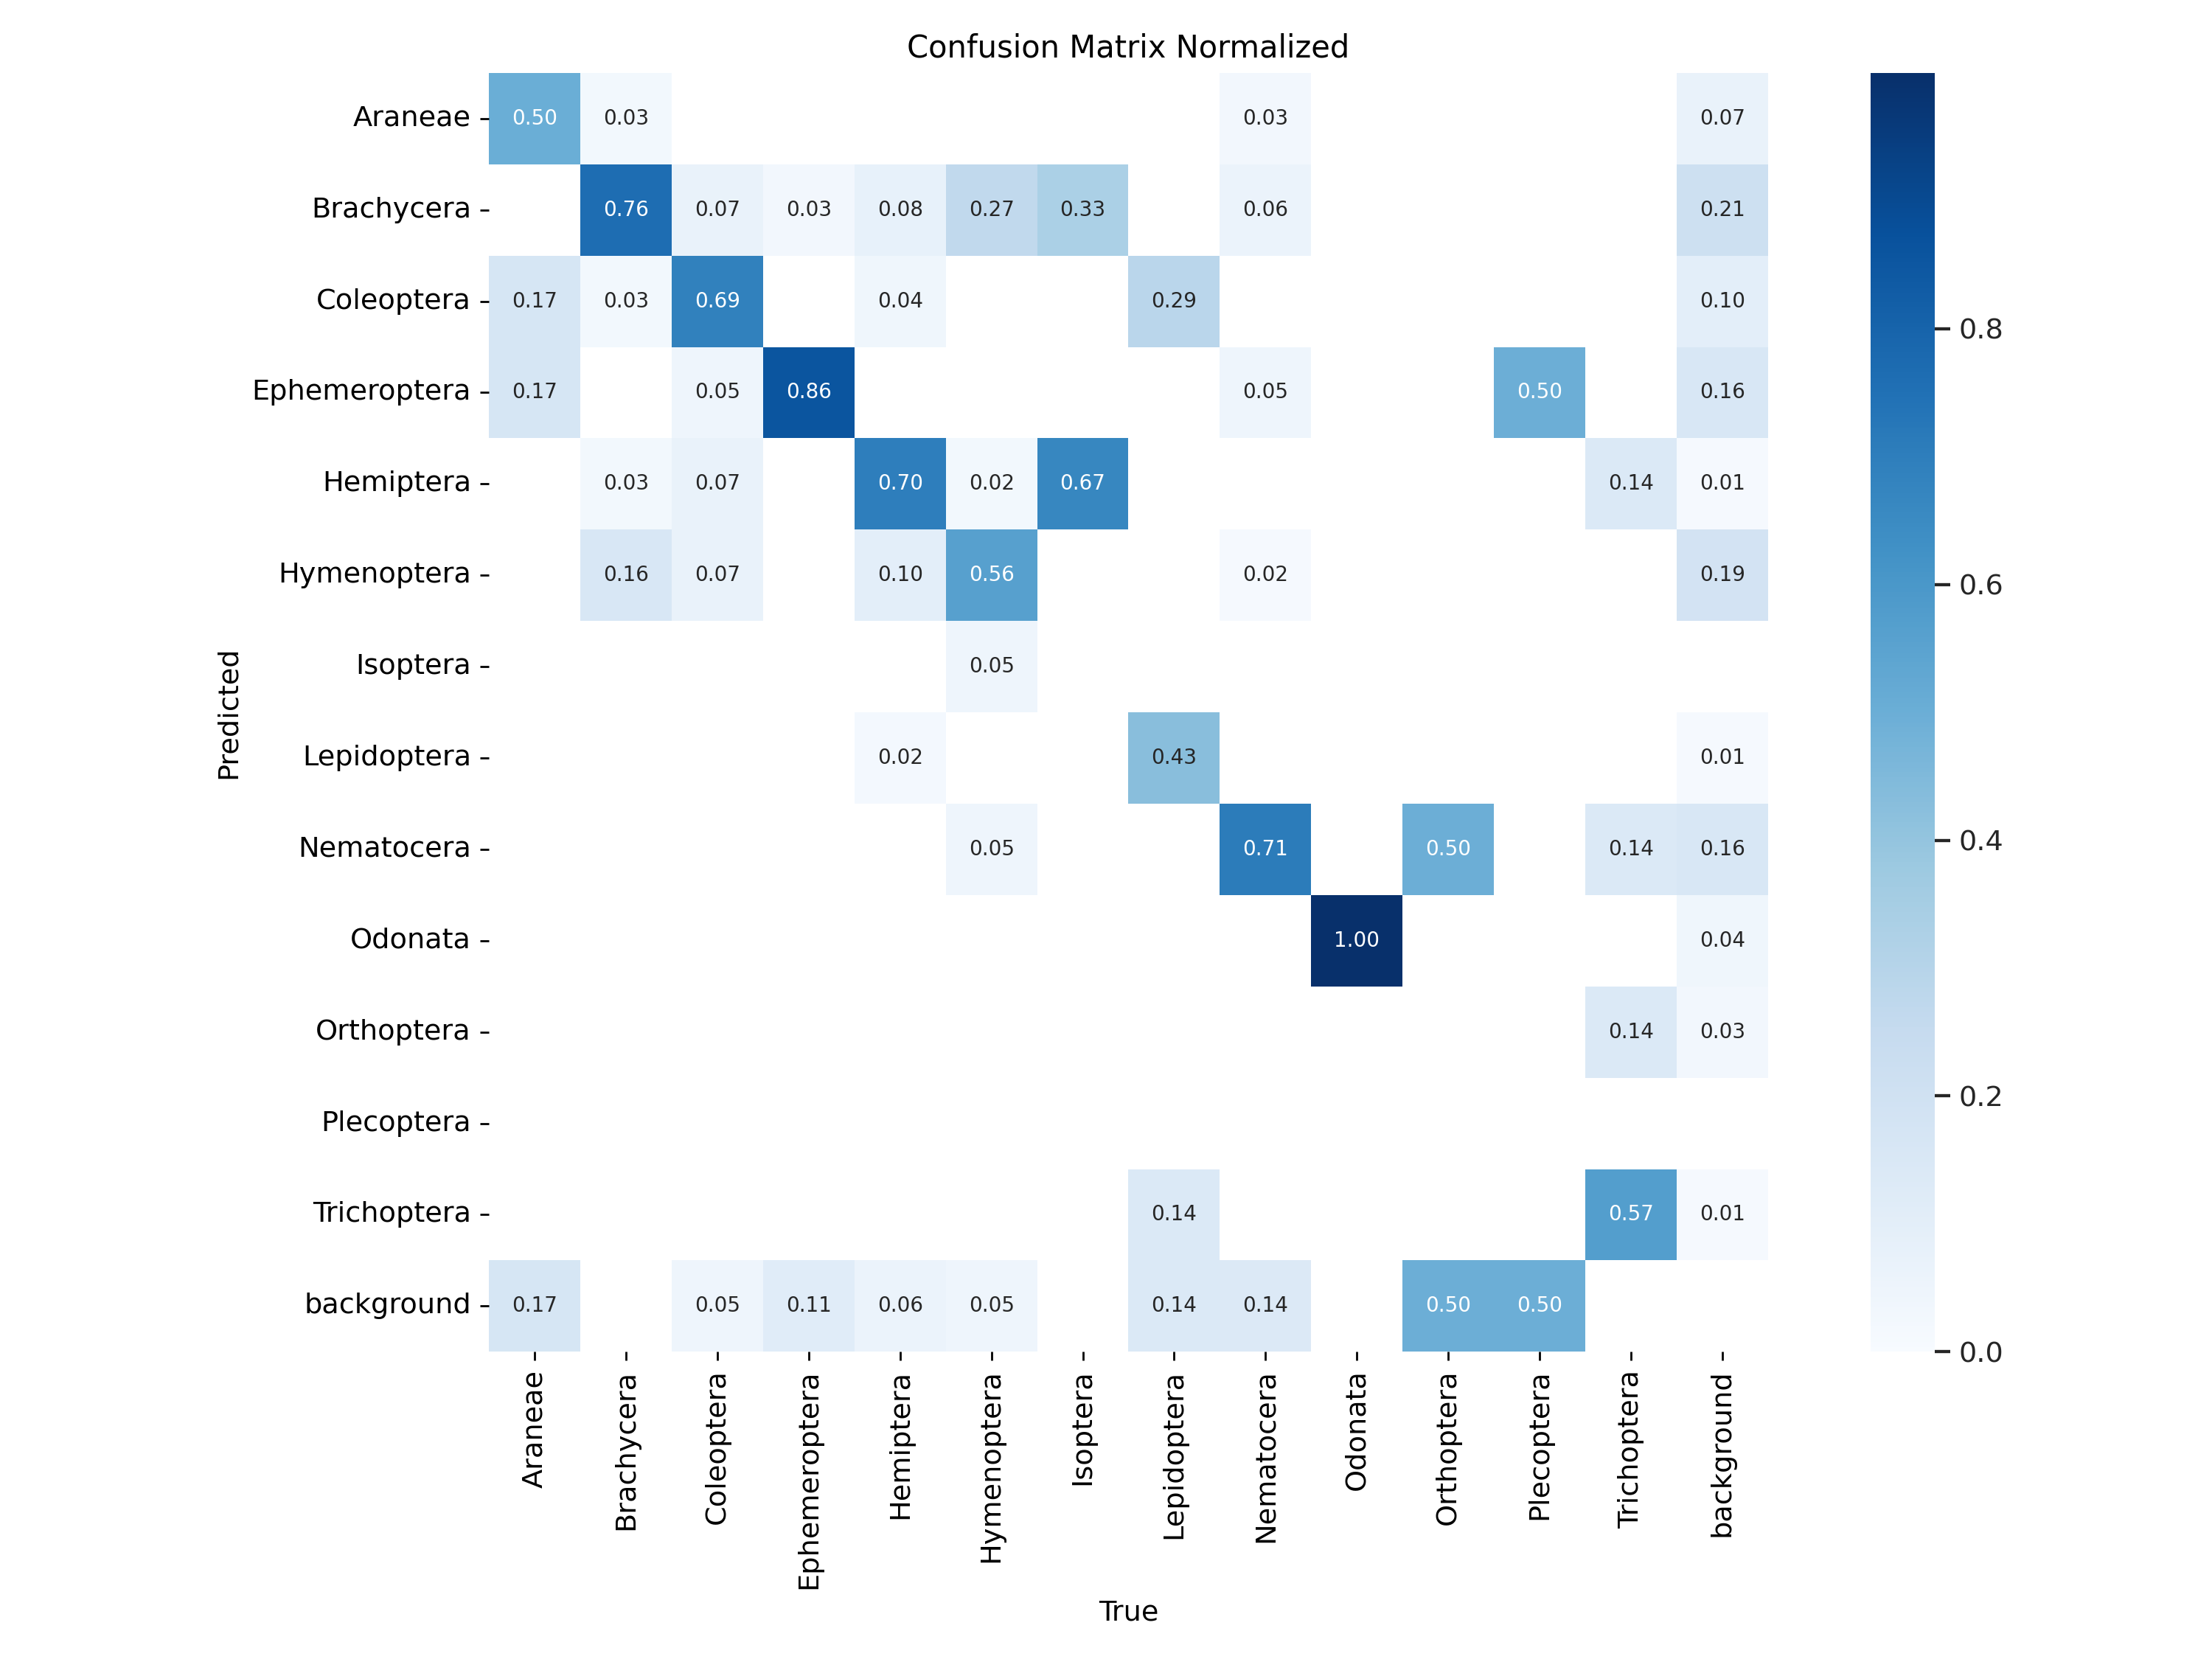 Confusion Matrix Normalized
Araneae 0.50 0.03 0.03 0.07
Brachycera 0.76 0.07 0.03 0.08 0.27 0.33 0.06 0.21
Coleoptera 0.17 0.03 0.69 0.04 0.29 0.10
Ephemeroptera 0.17 0.05 0.86 0.05 0.50 0.16
Hemiptera 0.03 0.07 0.70 0.02 0.67 0.14 0.01
Hymenoptera 0.16 0.07 0.10 0.56 0.02 0.19
Isoptera 0.05
Lepidoptera 0.02 0.43 0.01
Nematocera 0.05 0.71 0.50 0.14 0.16
Odonata 1.00 0.04
Orthoptera 0.14 0.03
Plecoptera
Trichoptera 0.14 0.57 0.01
background 0.17 0.05 0.11 0.06 0.05 0.14 0.14 0.50 0.50
Predicted
Araneae
Brachycera
Coleoptera
Ephemeroptera
Hemiptera
Hymenoptera
Isoptera
Lepidoptera
Nematocera
Odonata
Orthoptera
Plecoptera
Trichoptera
background
True
0.8
0.6
0.4
0.2
0.0